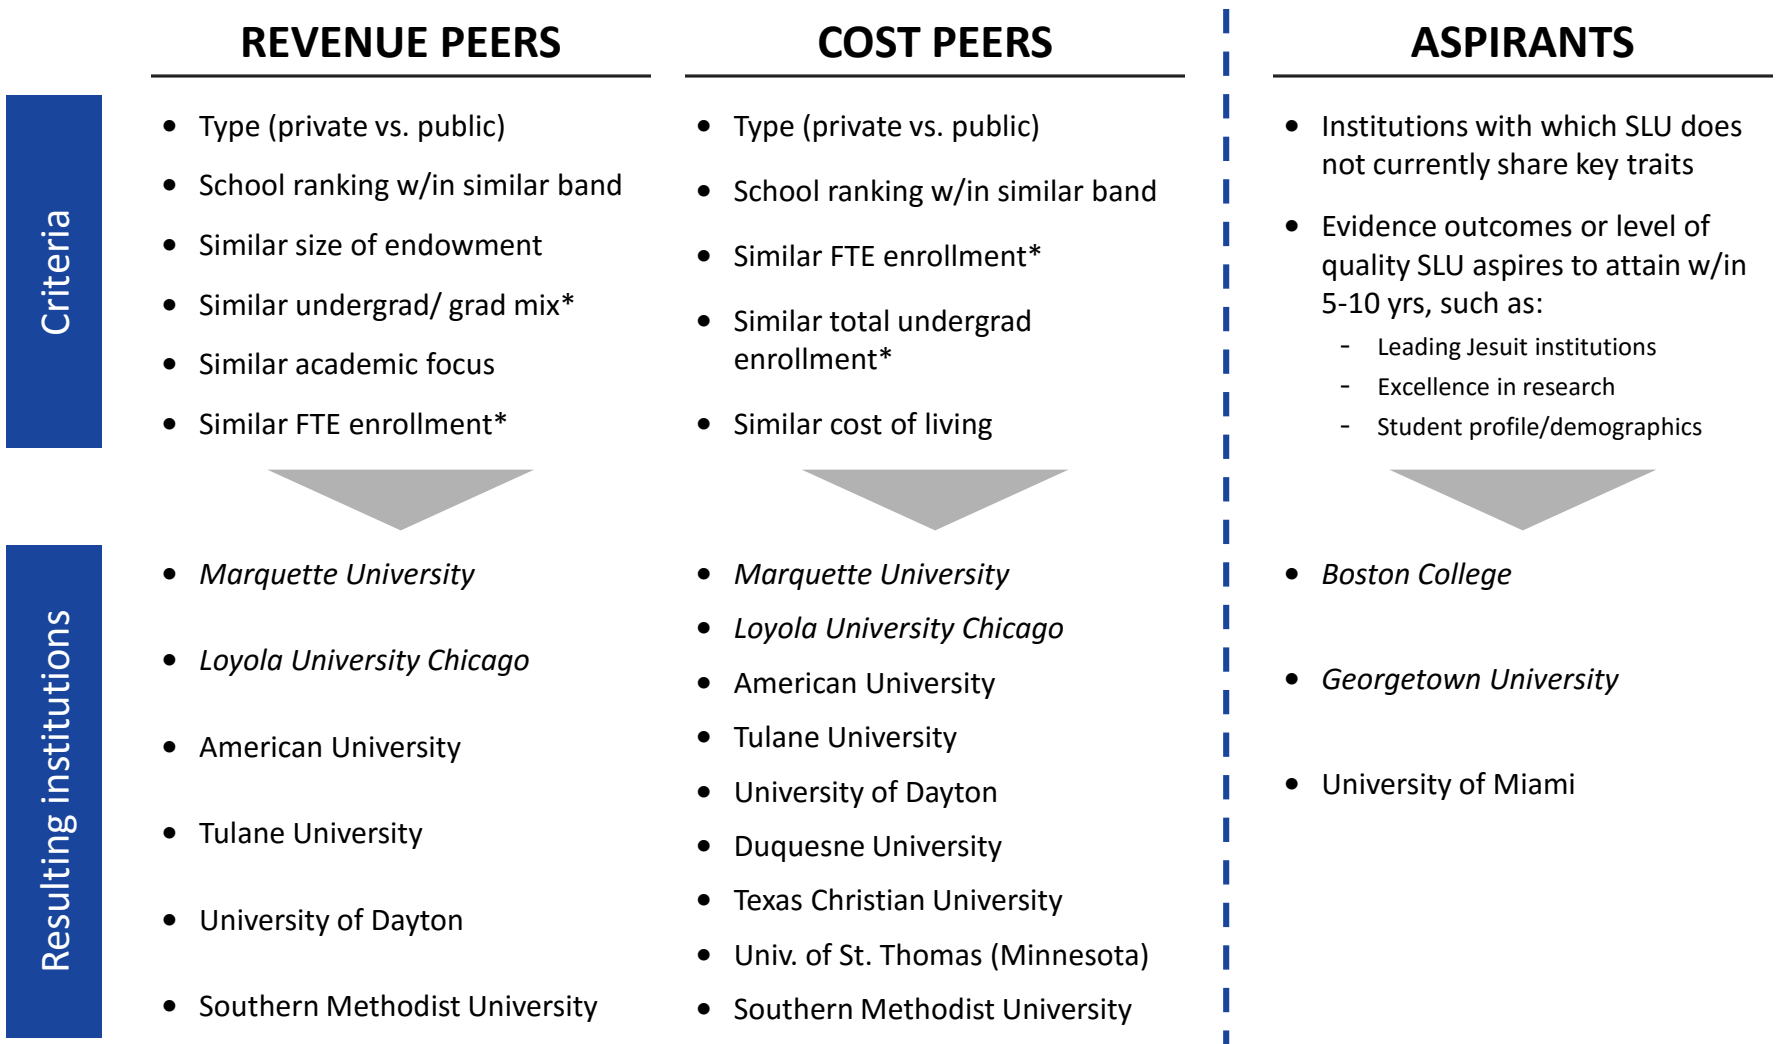 REVENUE PEERS
COST PEERS
ASPIRANTS
Criteria
• Type (private vs. public)
• School ranking w/in similar band
• Similar size of endowment
• Similar undergrad/ grad mix*
• Similar academic focus
• Similar FTE enrollment*
• Type (private vs. public)
• School ranking w/in similar band
• Similar FTE enrollment*
• Similar total undergrad
enrollment*
• Similar cost of living
• Institutions with which SLU does
not currently share key traits
• Evidence outcomes or level of
quality SLU aspires to attain w/in
5-10 yrs, such as:
- Leading Jesuit institutions
- Excellence in research
- Student profile/demographics
Resulting institutions
• Marquette University
• Loyola University Chicago
• American University
• Tulane University
• University of Dayton
• Southern Methodist University
• Marquette University
• Loyola University Chicago
• American University
• Tulane University
• University of Dayton
• Duquesne University
• Texas Christian University
• Univ. of St. Thomas (Minnesota)
• Southern Methodist University
• Boston College
• Georgetown University
• University of Miami